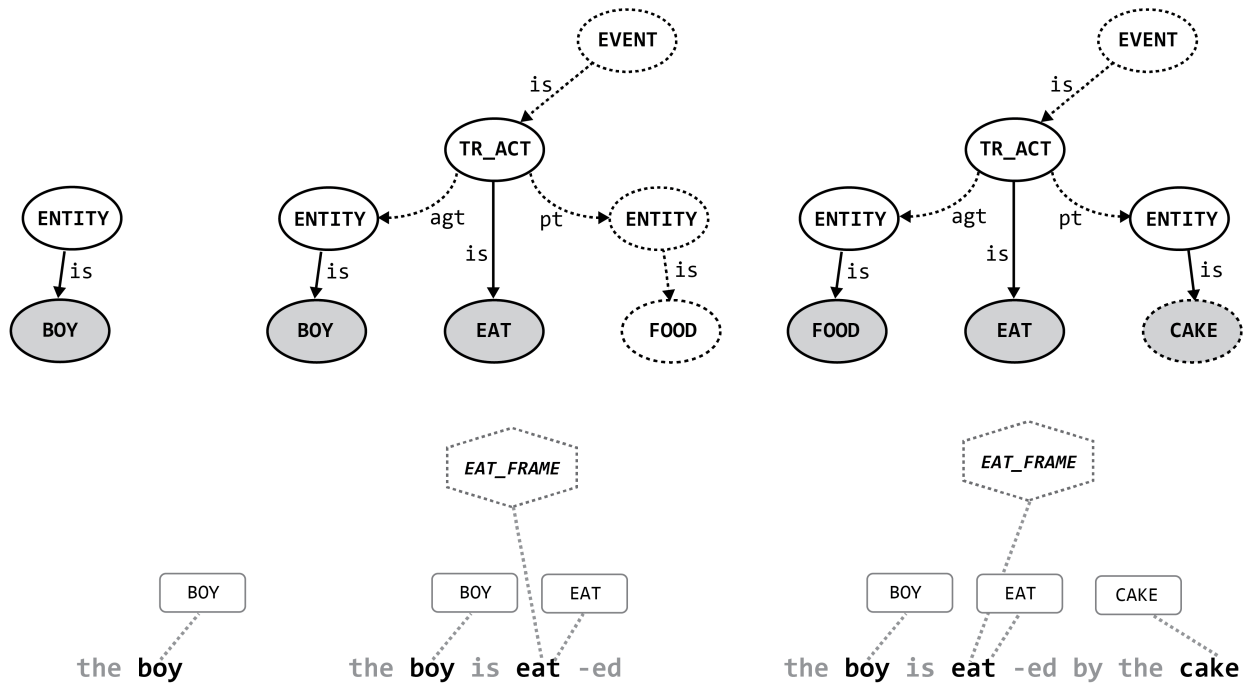 EVENT
EVENT
is
is
TR_ACT
TR_ACT
ENTITY
ENTITY
agt
pt
ENTITY
ENTITY
agt
pt
ENTITY
is
is
is
is
is
is
is
BOY
BOY
EAT
FOOD
FOOD
EAT
CAKE
EAT_FRAME
EAT_FRAME
BOY
BOY
EAT
BOY
EAT
CAKE
the boy
the boy is eat -ed
the boy is eat -ed by the cake